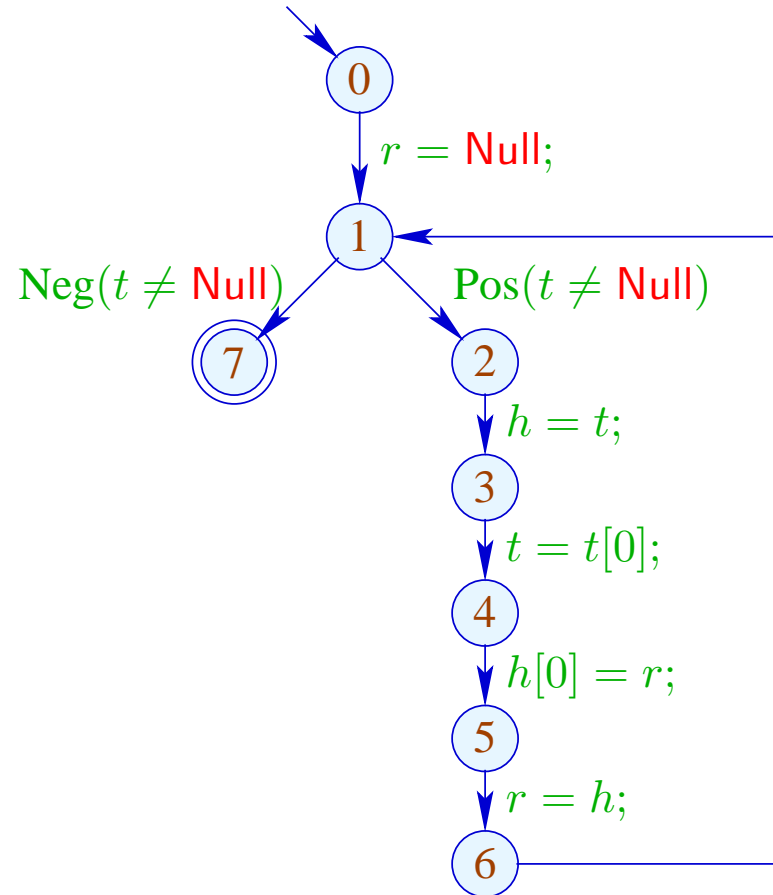 0
r = Null;
1
Neg(t ≠ Null) Pos(t ≠ Null)
7 2
h = t;
3
t = t[0];
4
h[0] = r;
5
r = h;
6